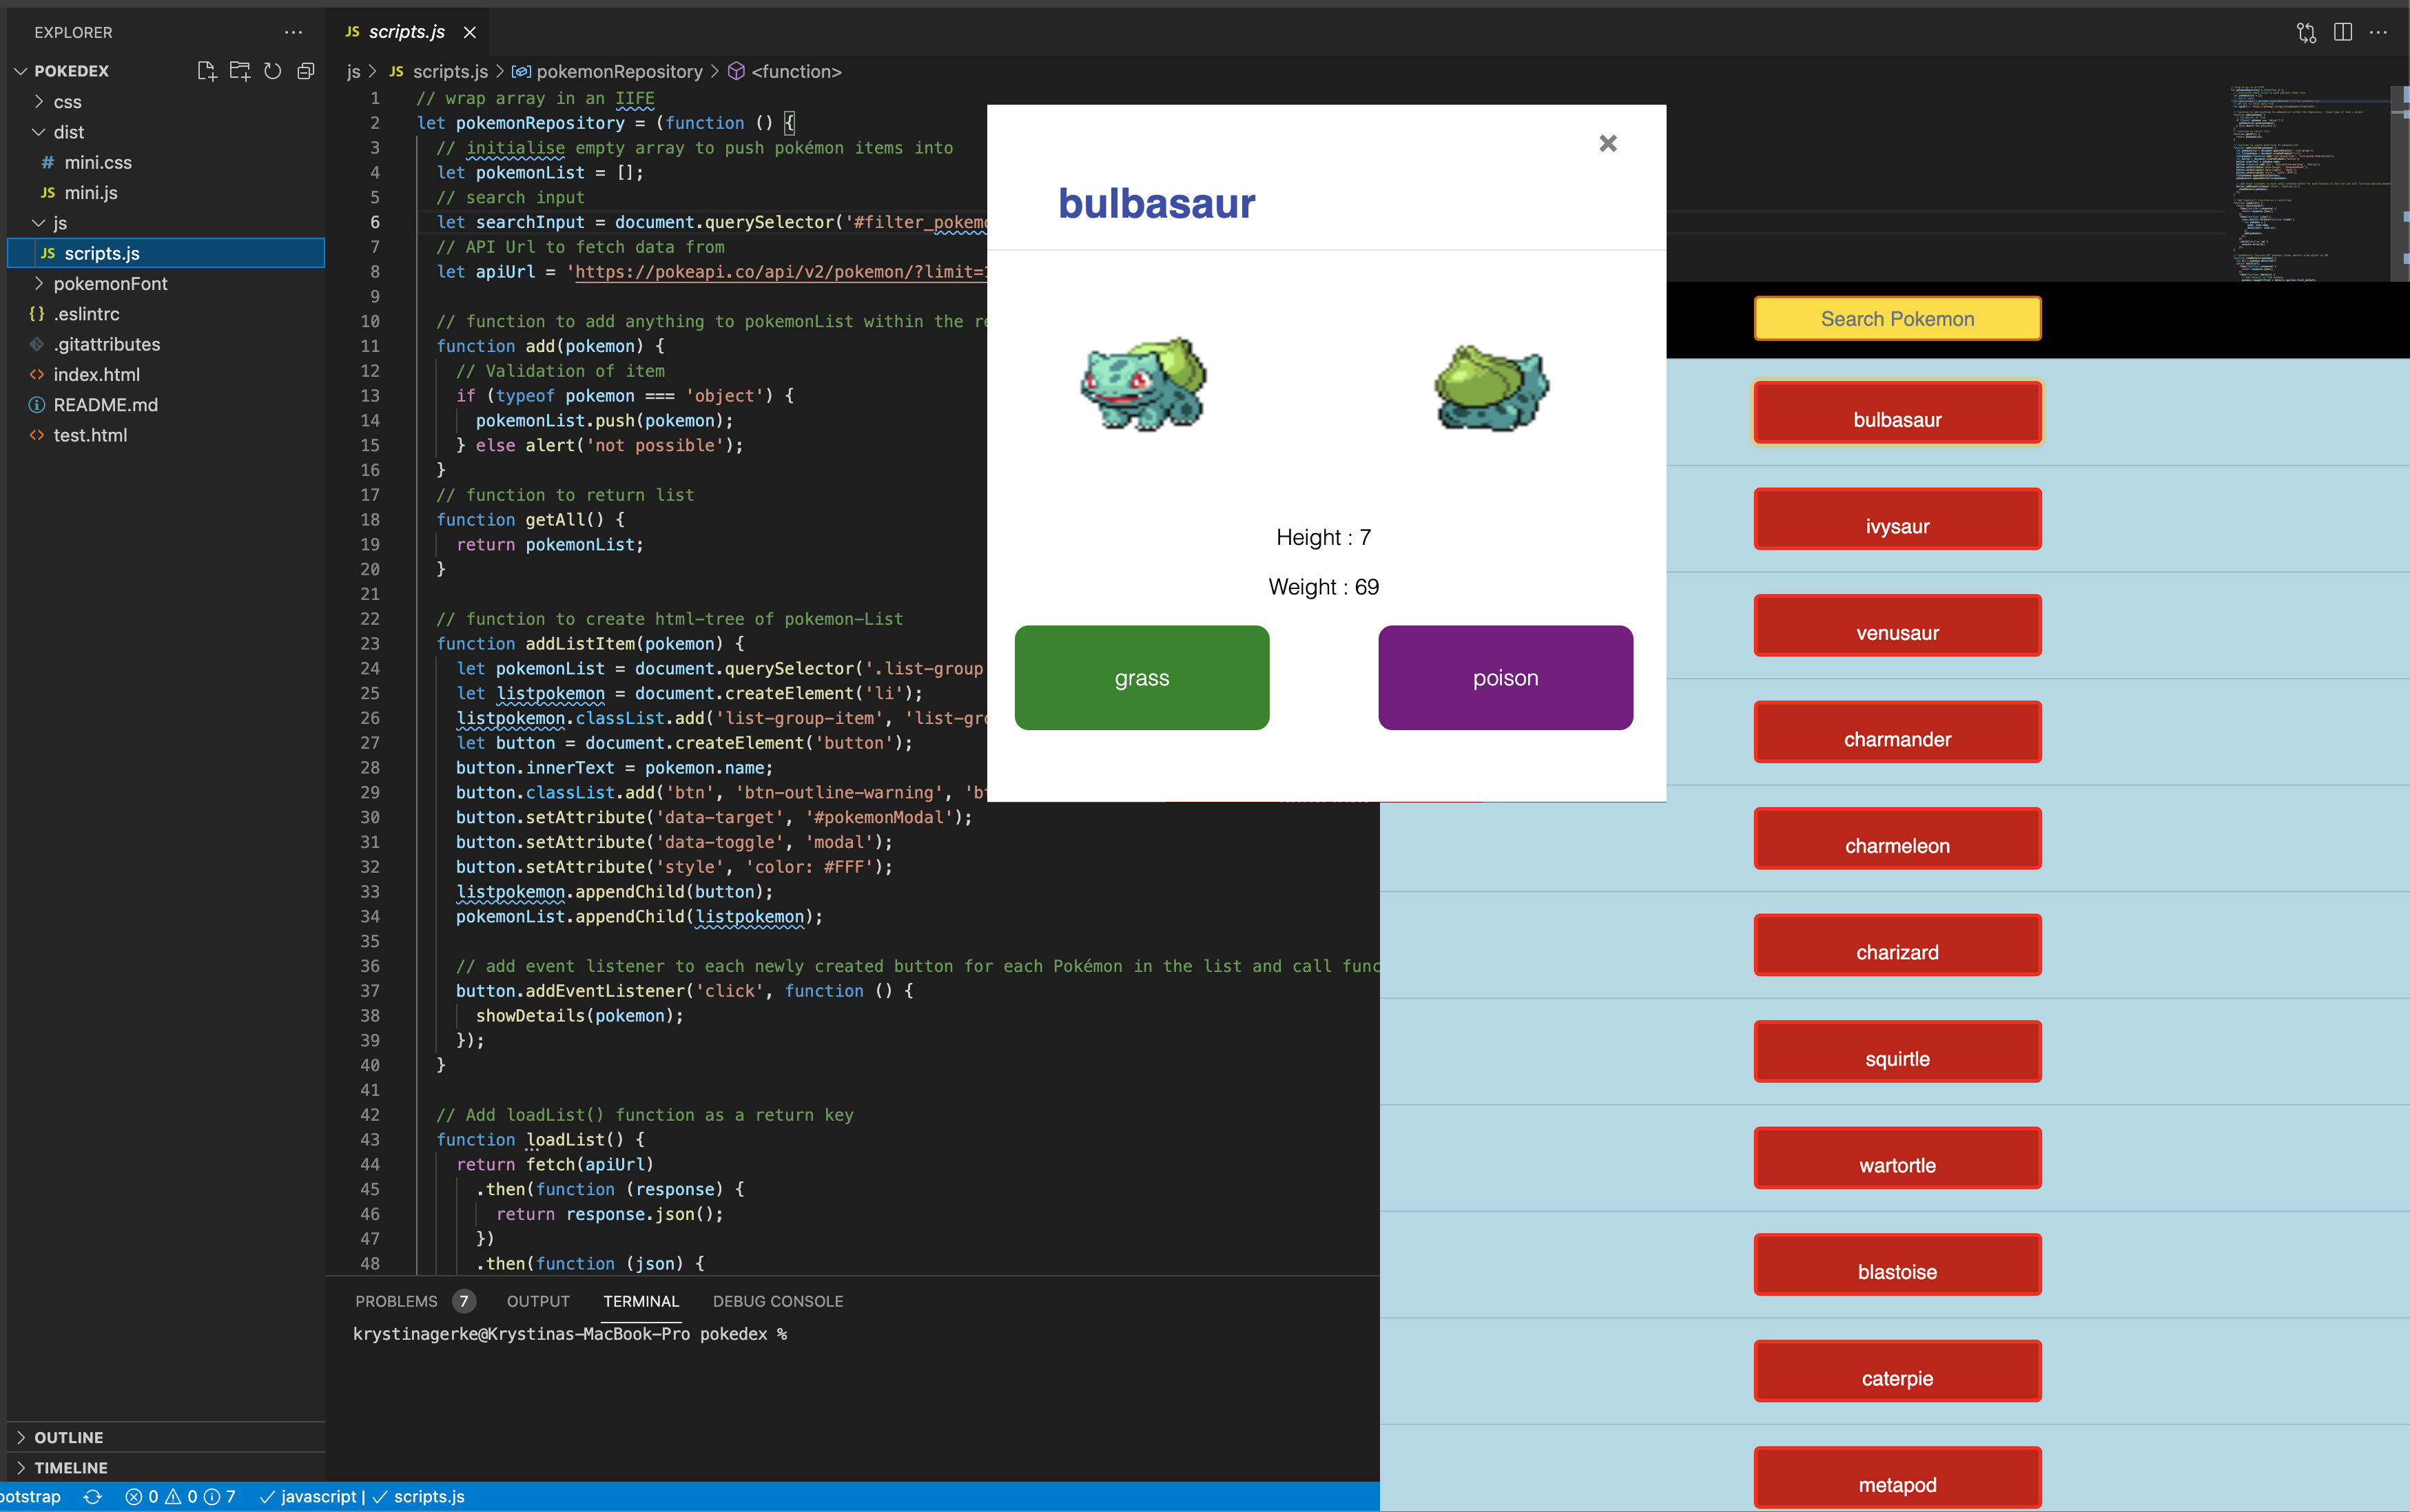 EXPLORER
POKEDEX
css
dist
# mini.css
JS mini.js
js
JS scripts.js
pokemonFont
{} .eslintrc
.gitattributes
<> index.html
README.md
<> test.html
OUTLINE
TIMELINE
JS scripts.js
js > JS scripts.js > pokemonRepository > <function>
1 // wrap array in an IIFE
2 let pokemonRepository = (function () {
3 // initialise empty array to push pokémon items into
4 let pokemonList = [];
5 // search input
6 let searchInput = document.querySelector('#filter_pokemo
7 // API Url to fetch data from
8 let apiUrl = 'https://pokeapi.co/api/v2/pokemon/?limit=
9
10 // function to add anything to pokemonList within the re
11 function add(pokemon) {
12 // Validation of item
13 if (typeof pokemon === 'object') {
14 pokemonList.push(pokemon);
15 } else alert('not possible');
16 }
17 // function to return list
18 function getAll() {
19 return pokemonList;
20 }
21
22 // function to create html-tree of pokemon-List
23 function addListItem(pokemon) {
24 let pokemonList = document.querySelector('.list-group
25 let listpokemon = document.createElement('li');
26 listpokemon.classList.add('list-group-item', 'list-gro
27 let button = document.createElement('button');
28 button.innerText = pokemon.name;
29 button.classList.add('btn', 'btn-outline-warning', 'bt
30 button.setAttribute('data-target', '#pokemonModal');
31 button.setAttribute('data-toggle', 'modal');
32 button.setAttribute('style', 'color: #FFF');
33 listpokemon.appendChild(button);
34 pokemonList.appendChild(listpokemon);
35
36 // add event listener to each newly created button for each Pokémon in the list and call func
37 button.addEventListener('click', function () {
38 showDetails(pokemon);
39 });
40 }
41
42 // Add loadList() function as a return key
43 function loadList() {
44 return fetch(apiUrl)
45 .then(function (response) {
46 return response.json();
47 })
48 .then(function (json) {
PROBLEMS 7 OUTPUT TERMINAL DEBUG CONSOLE
krystinagerke@Krystinas-MacBook-Pro pokedex %
ootstrap 0 0 7 javascript | scripts.js
bulbasaur
Height : 7
Weight : 69
grass
poison
Search Pokemon
bulbasaur
ivysaur
venusaur
charmander
charmeleon
charizard
squirtle
wartortle
blastoise
caterpie
metapod